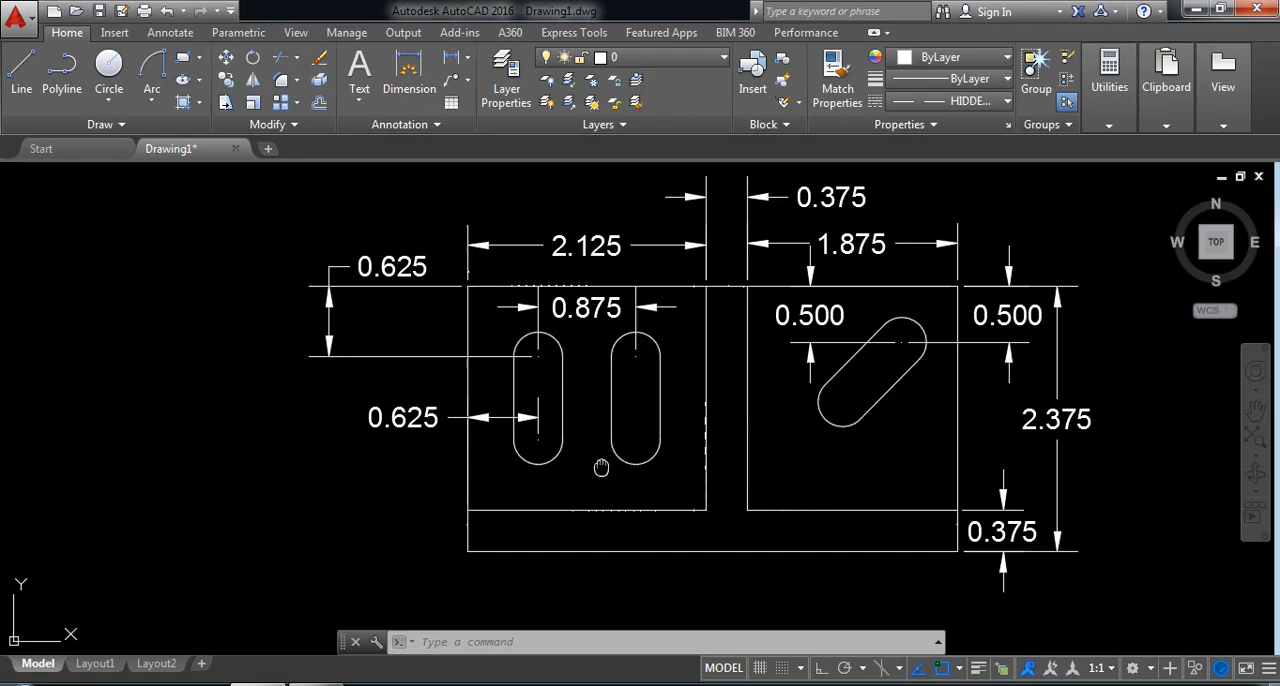 Autodesk AutoCAD 2016 Drawing1.dwg
Type a keyword or phrase
Sign In
Home Insert Annotate Parametric View Manage Output Add-ins A360 Express Tools Featured Apps BIM 360 Performance
Line Polyline Circle Arc
Text Dimension
Layer Properties
0
Insert
Match Properties
ByLayer
ByLayer
HIDDE...
Group
Utilities
Clipboard
View
Draw Modify Annotation Layers Block Properties Groups
Start Drawing1* +
0.375
2.125
1.875
0.625
0.875
0.500
0.500
0.625
2.375
0.375
N
W TOP E
S
WCS
Y
X
Type a command
Model Layout1 Layout2 +
MODEL 1:1